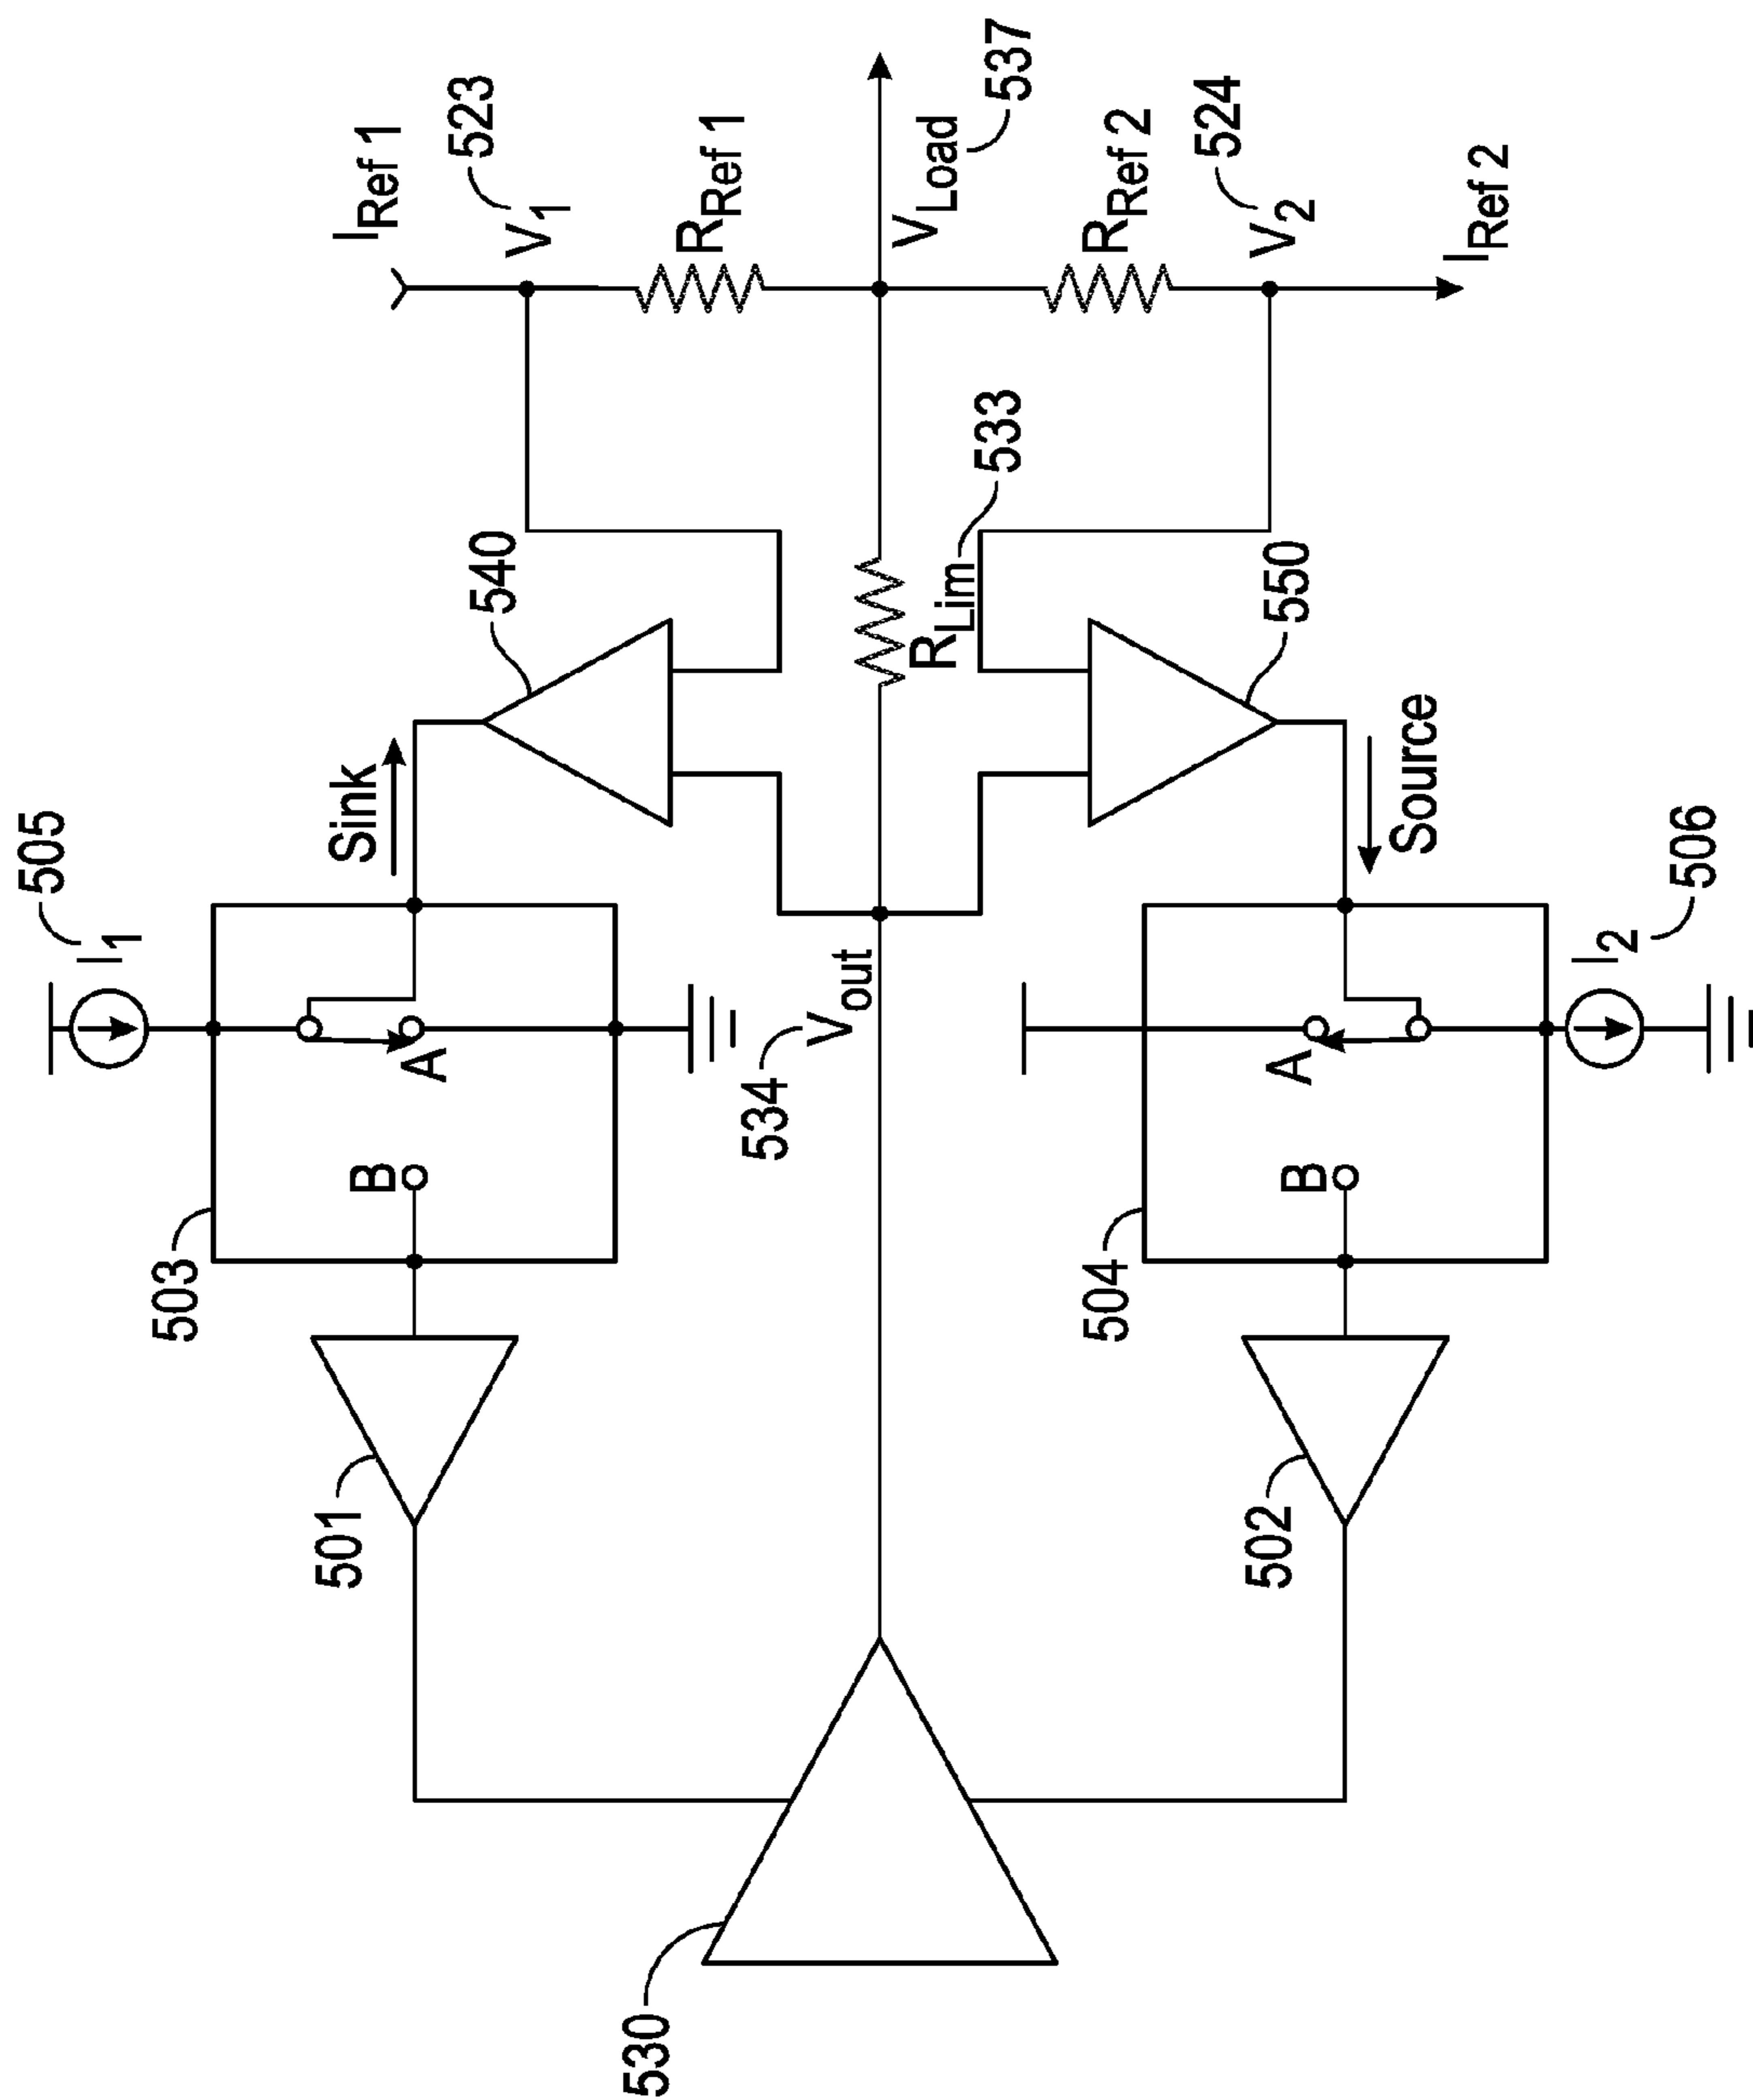 I_Ref 1
523
V_1
R_Ref 1
V_Load
537
R_Ref 2
524
V_2
I_Ref 2
540
R_Lim
533
550
Sink
Source
505
I_1
A
B
503
534
V_out
A
B
504
I_2
506
501
502
530